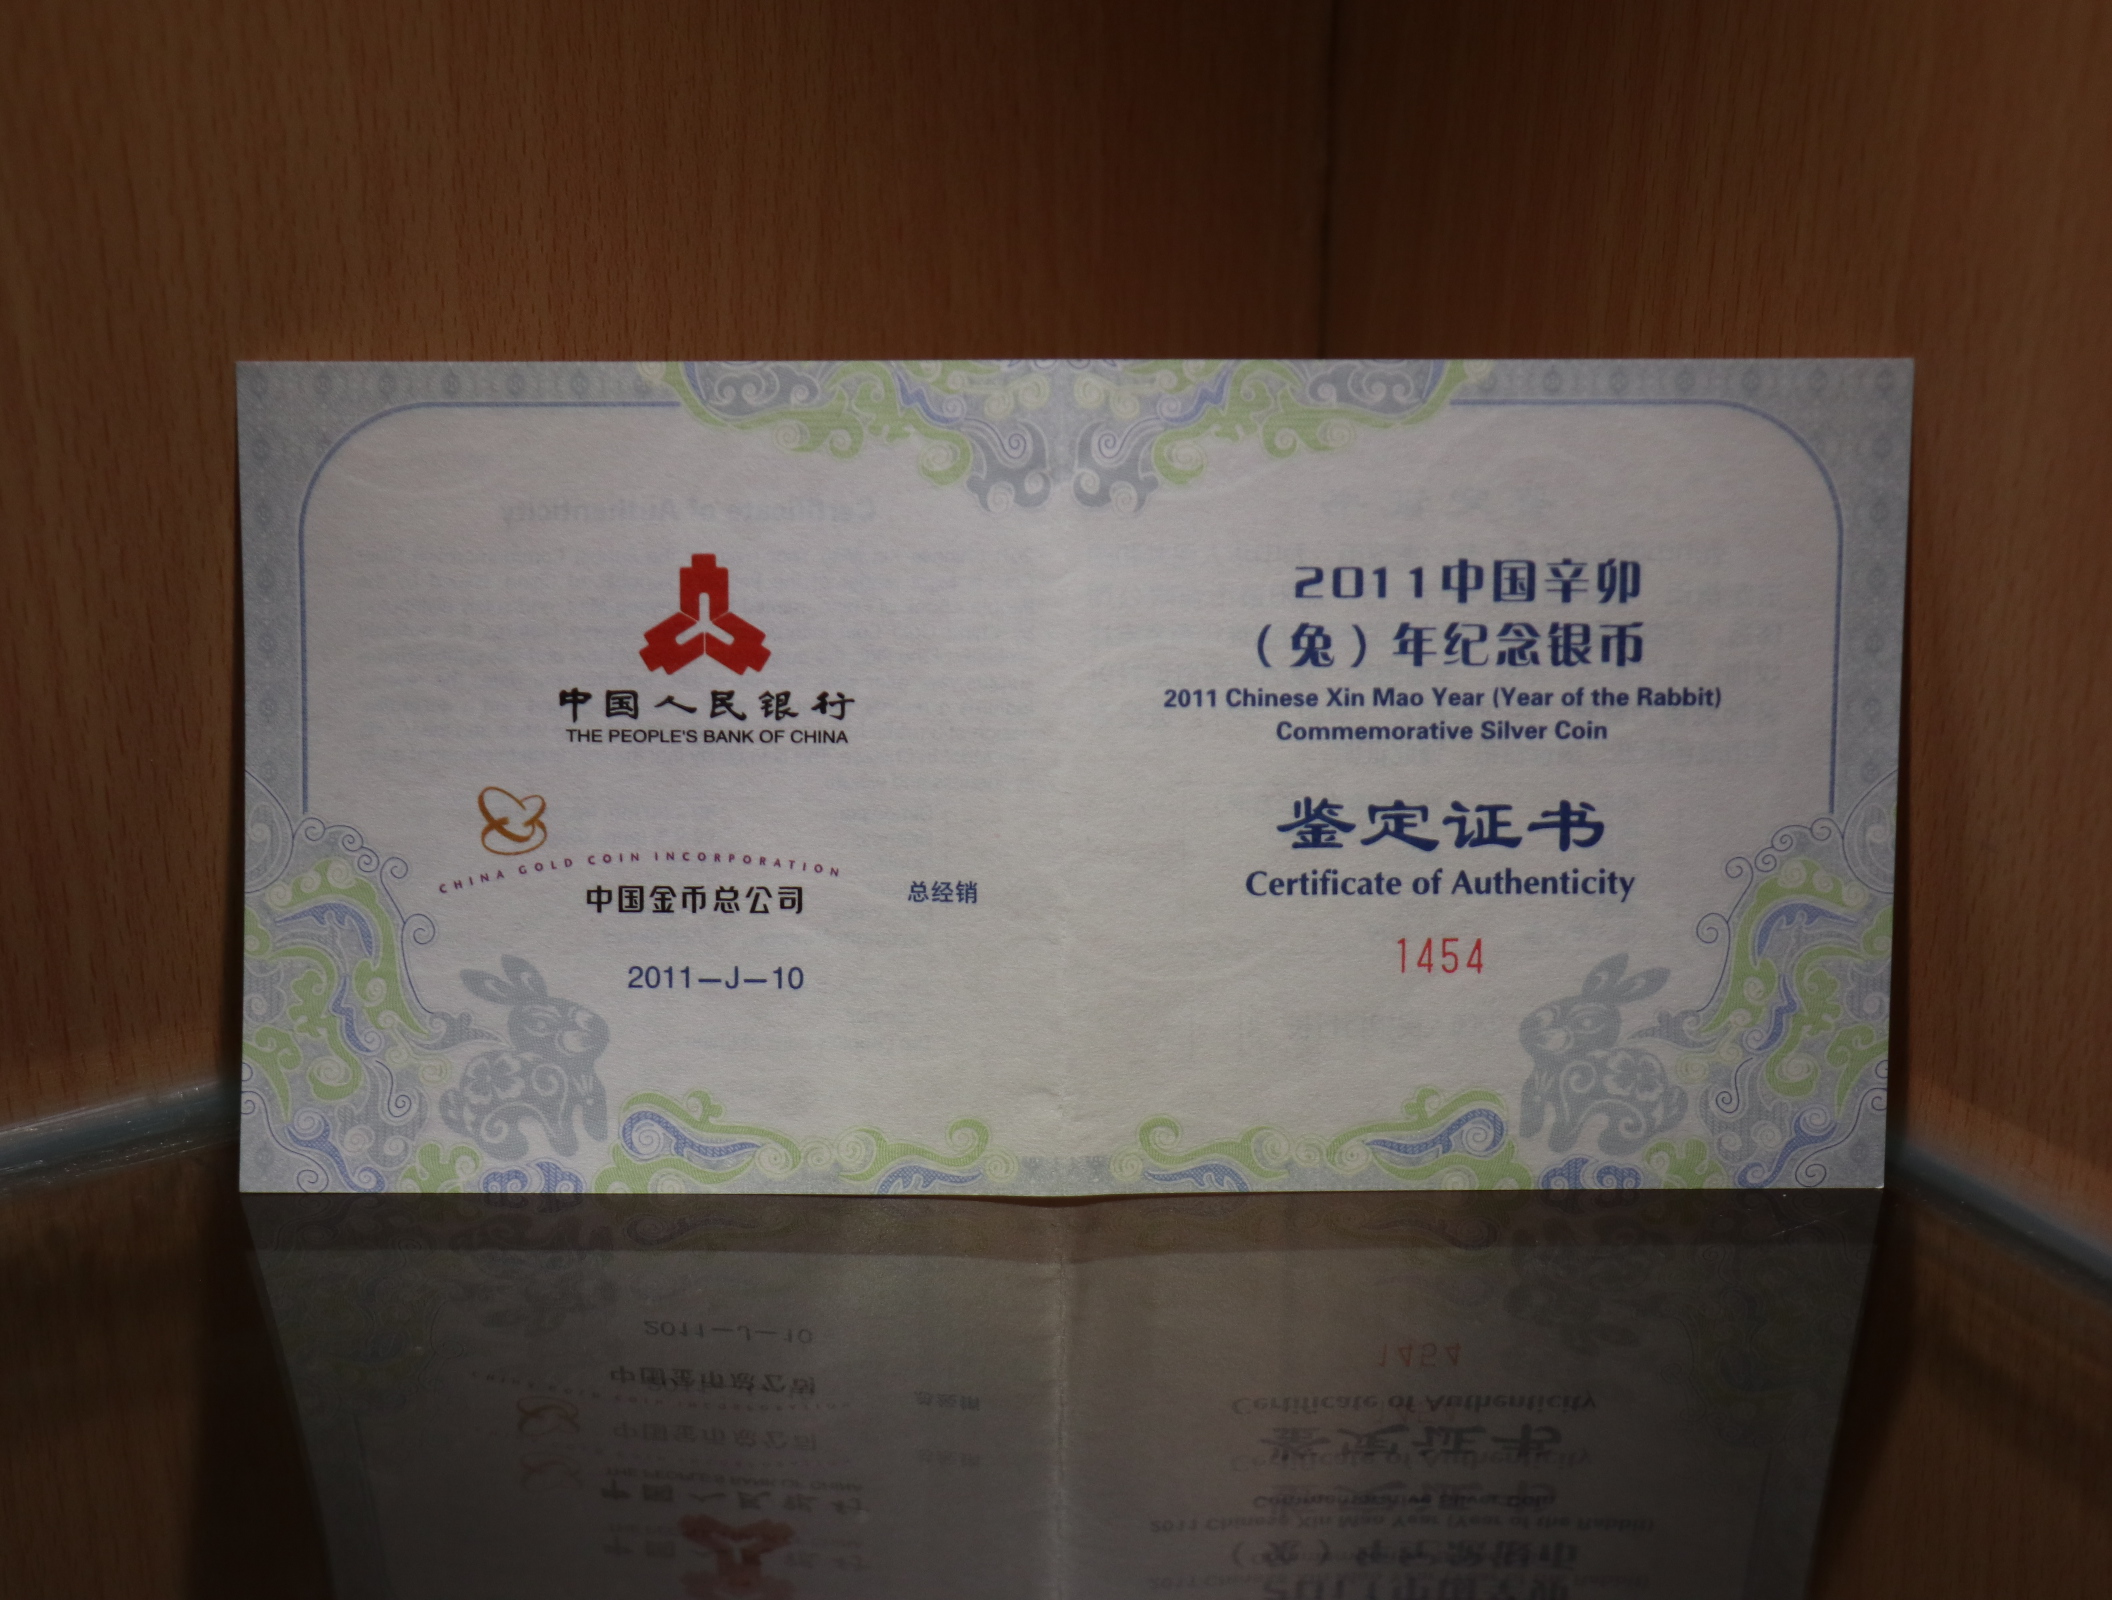 中国人民银行
THE PEOPLE'S BANK OF CHINA
CHINA GOLD COIN INCORPORATION
中国金币总公司
总经销
2011—J—10
2011中国辛卯
（兔）年纪念银币
2011 Chinese Xin Mao Year (Year of the Rabbit)
Commemorative Silver Coin
鉴定证书
Certificate of Authenticity
1454